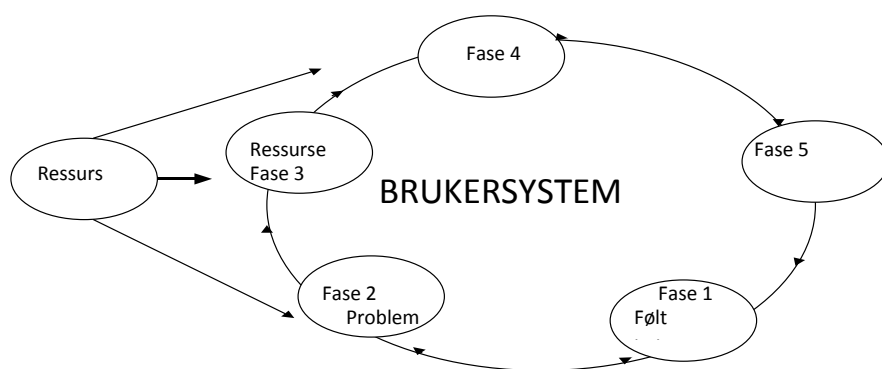 Fase 4
Ressurse
Fase 3
Fase 5
Ressurs
BRUKERSYSTEM
Fase 2
Problem
Fase 1
Følt